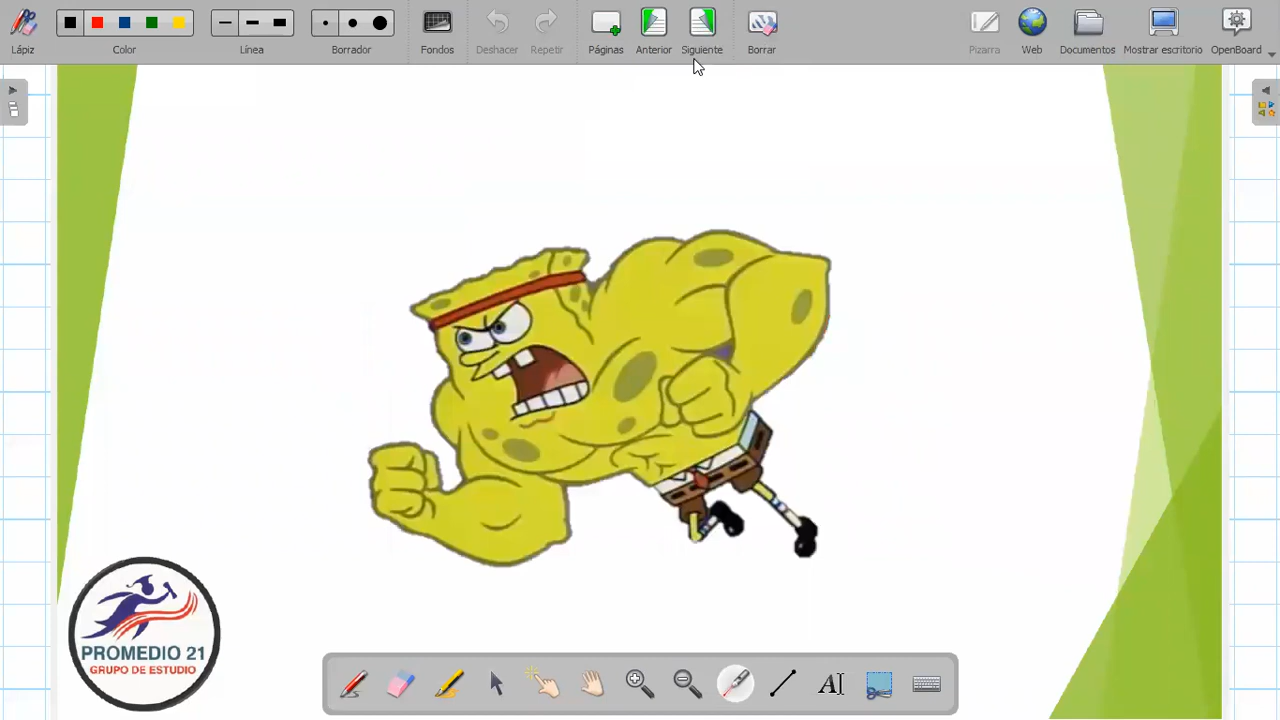 Lápiz
Color
Línea
Borrador
Fondos
Deshacer
Repetir
Páginas
Anterior
Siguiente
Borrar
Pizarra
Web
Documentos
Mostrar escritorio
OpenBoard
PROMEDIO 21
GRUPO DE ESTUDIO
AI